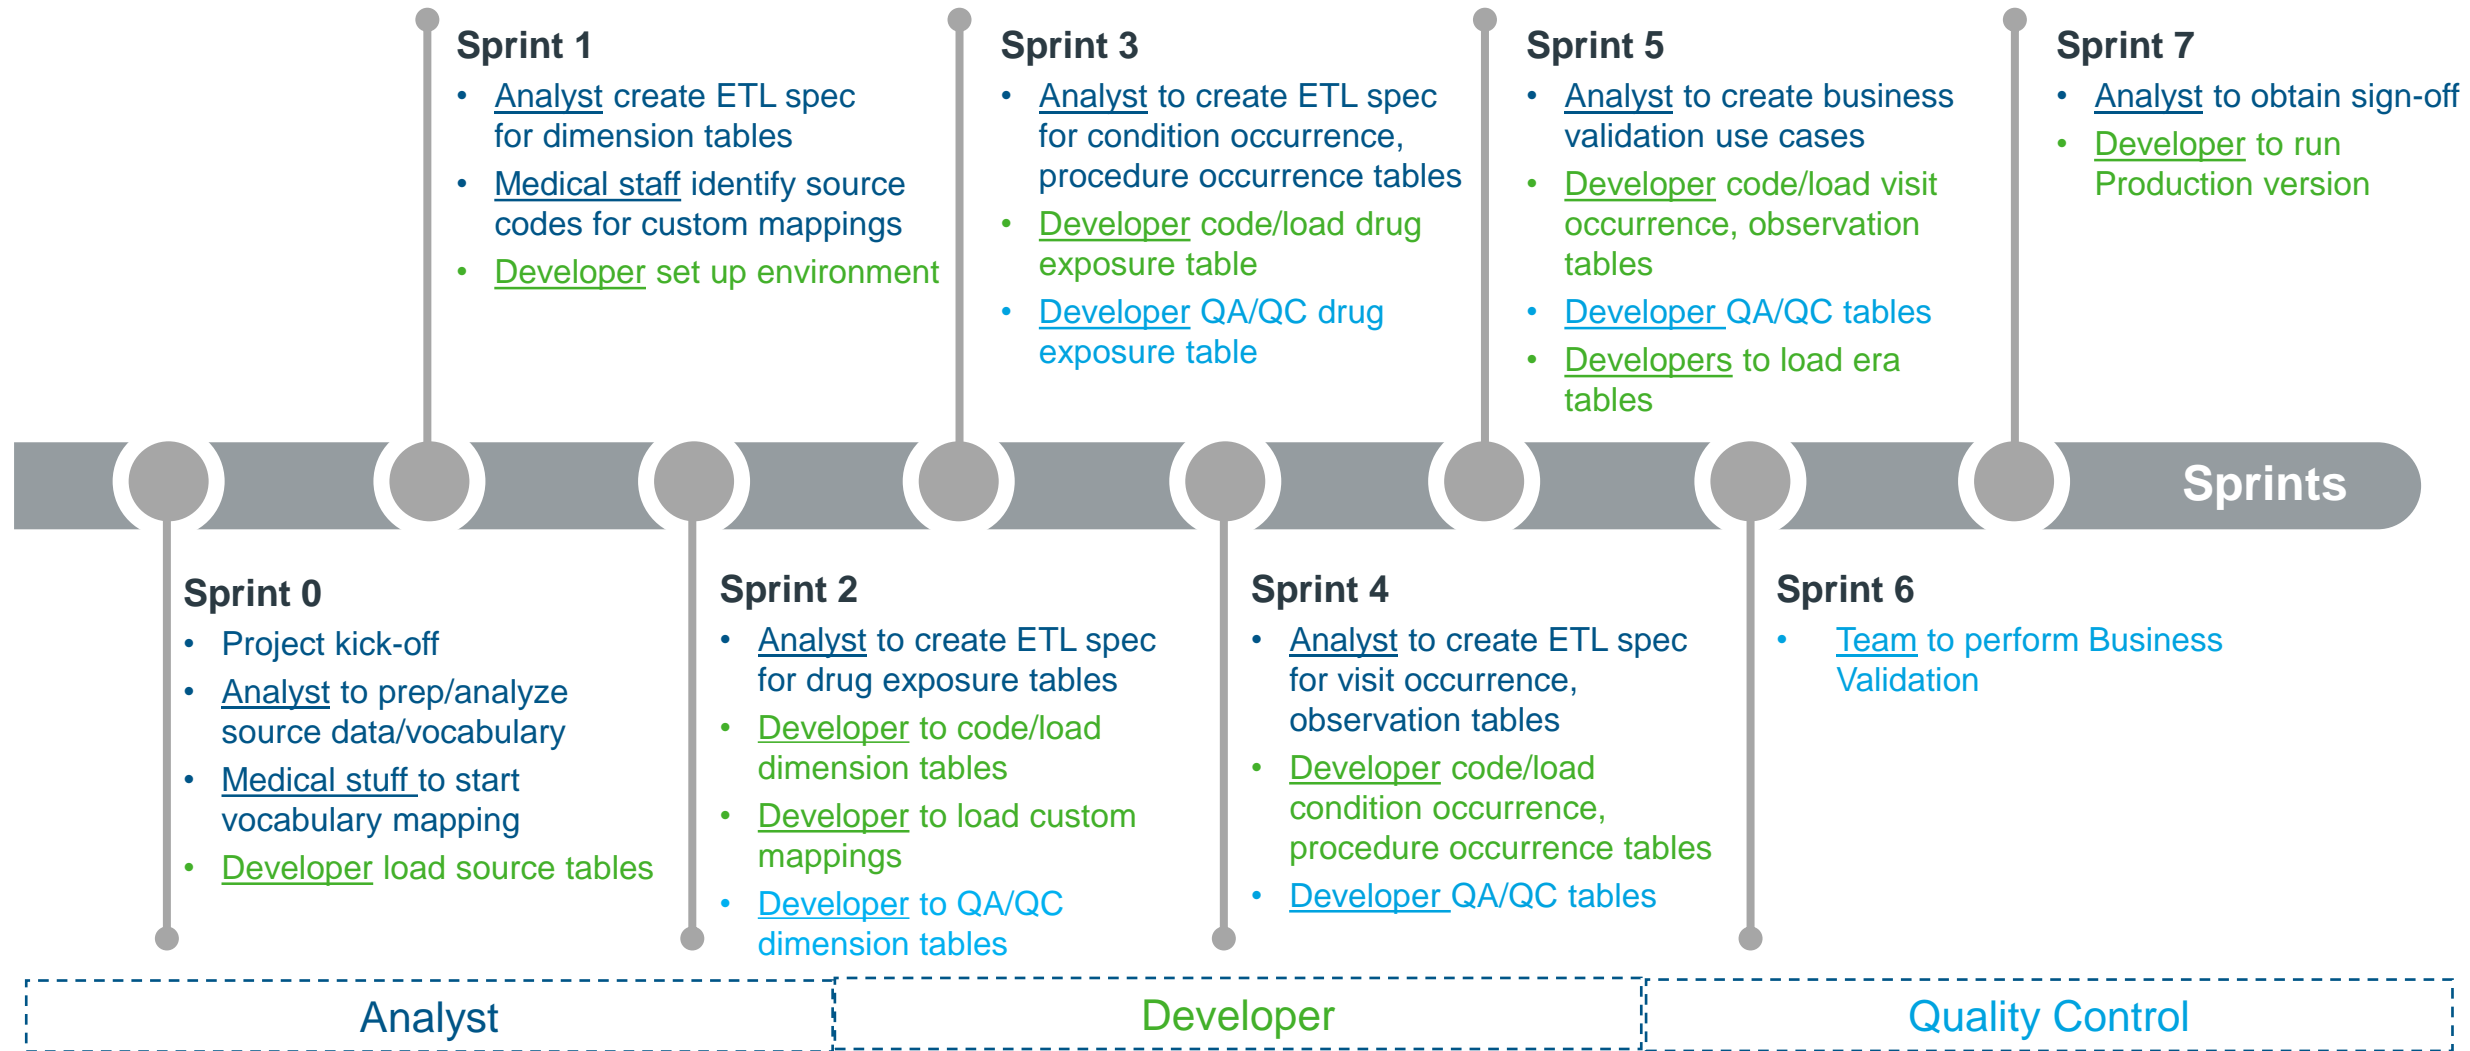 Sprint 1
• Analyst create ETL spec
for dimension tables
• Medical staff identify source
codes for custom mappings
• Developer set up environment
Sprint 3
• Analyst to create ETL spec
for condition occurrence,
procedure occurrence tables
• Developer code/load drug
exposure table
• Developer QA/QC drug
exposure table
Sprint 5
• Analyst to create business
validation use cases
• Developer code/load visit
occurrence, observation
tables
• Developer QA/QC tables
• Developers to load era
tables
Sprint 7
• Analyst to obtain sign-off
• Developer to run
Production version
Sprints
Sprint 0
• Project kick-off
• Analyst to prep/analyze
source data/vocabulary
• Medical stuff to start
vocabulary mapping
• Developer load source tables
Sprint 2
• Analyst to create ETL spec
for drug exposure tables
• Developer to code/load
dimension tables
• Developer to load custom
mappings
• Developer to QA/QC
dimension tables
Sprint 4
• Analyst to create ETL spec
for visit occurrence,
observation tables
• Developer code/load
condition occurrence,
procedure occurrence tables
• Developer QA/QC tables
Sprint 6
• Team to perform Business
Validation
Analyst
Developer
Quality Control